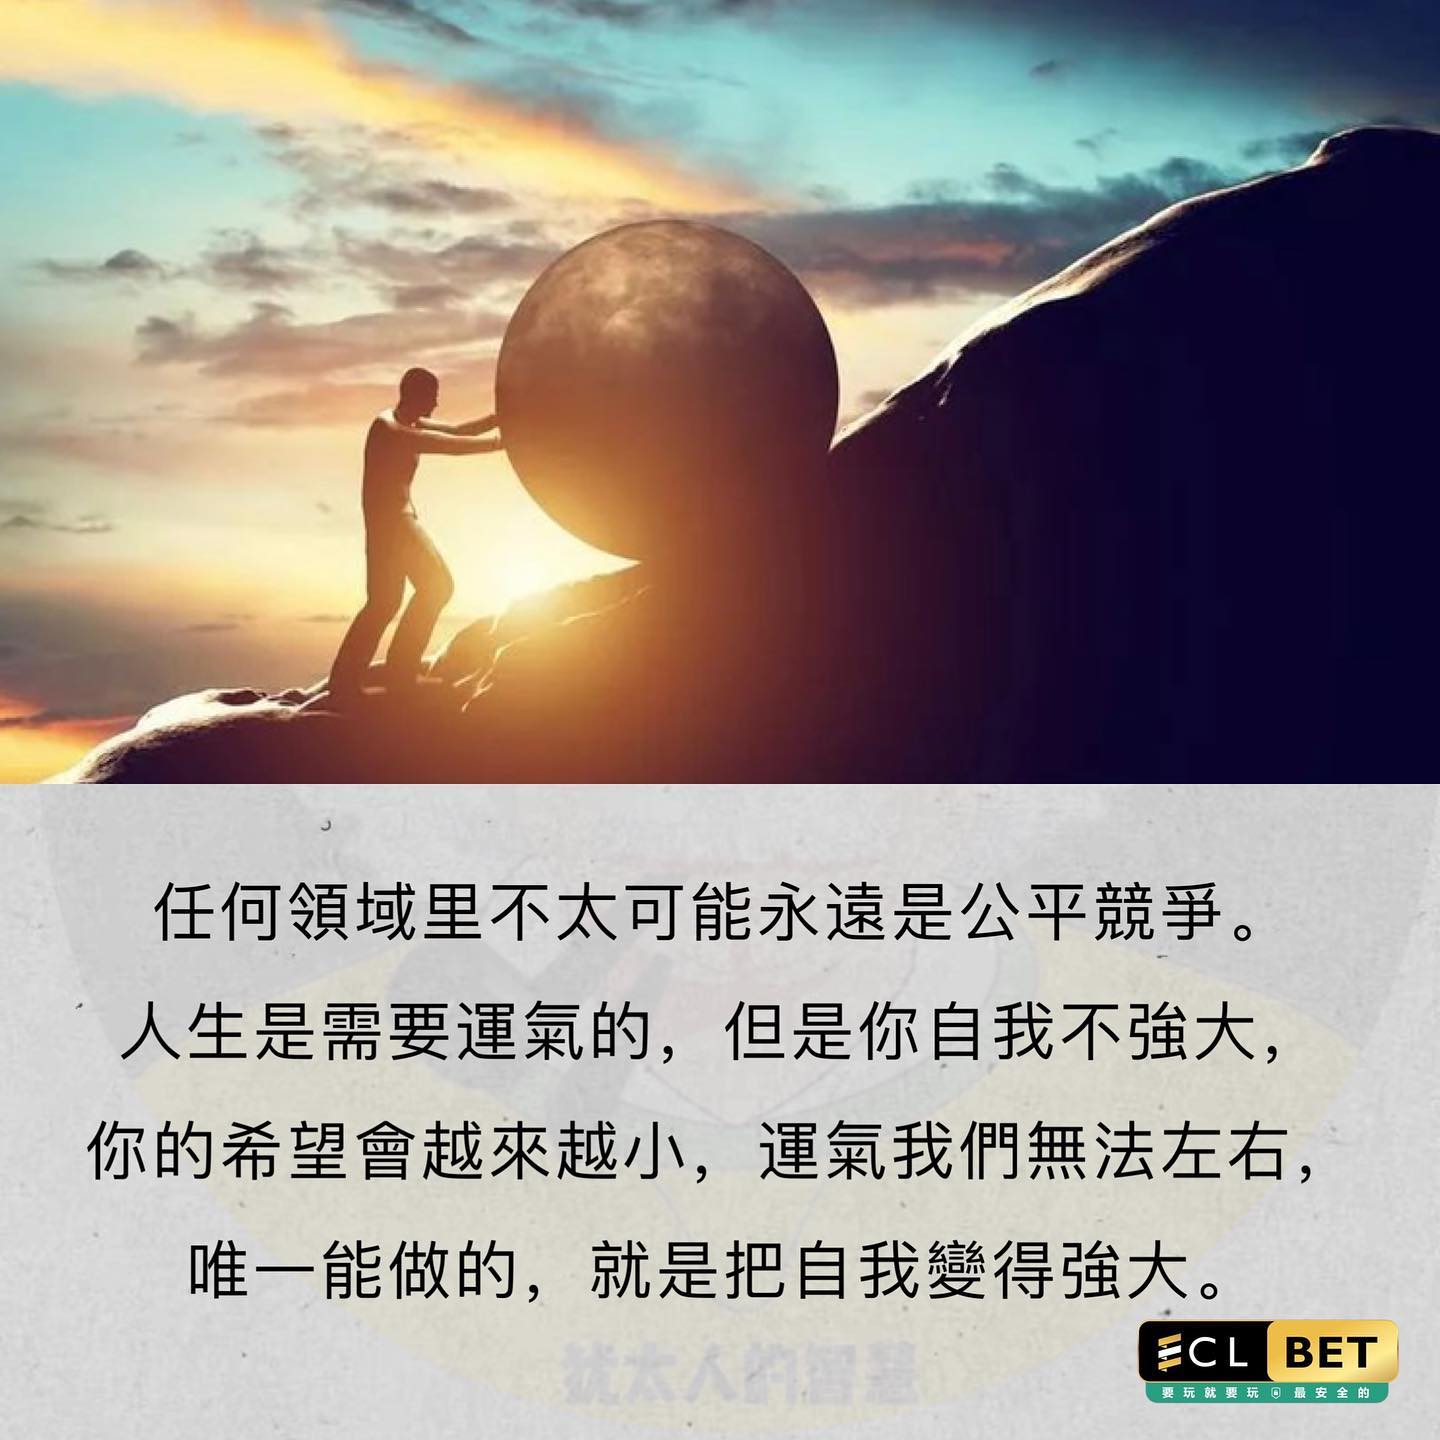 任何領域里不太可能永遠是公平競爭。
人生是需要運氣的，但是你自我不強大，
你的希望會越來越小，運氣我們無法左右，
唯一能做的，就是把自我變得強大。
犹太人的智慧
ECLBET
要玩就要玩最安全的